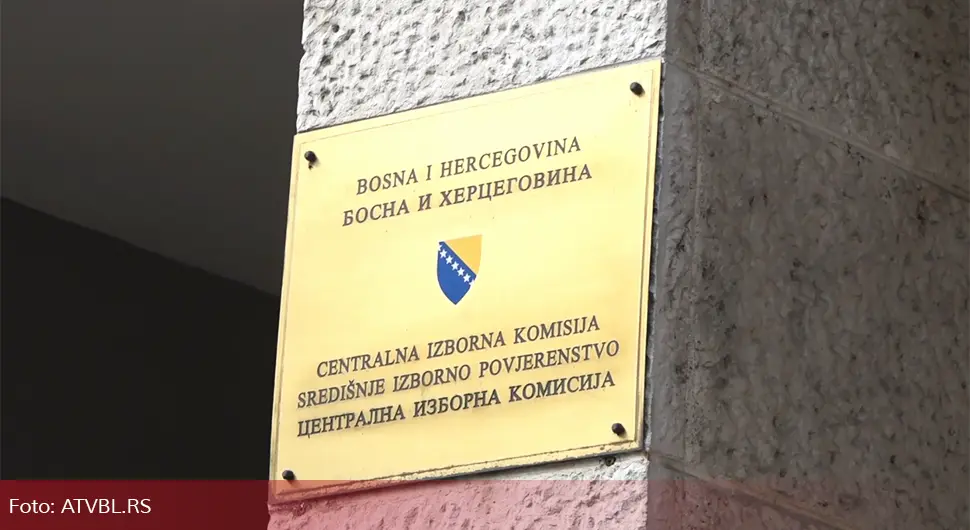 BOSNA I HERCEGOVINA
БОСНА И ХЕРЦЕГОВИНА
CENTRALNA IZBORNA KOMISIJA
SREDIŠNJE IZBORNO POVJERENSTVO
ЦЕНТРАЛНА ИЗБОРНА КОМИСИЈА
Foto: ATVBL.RS